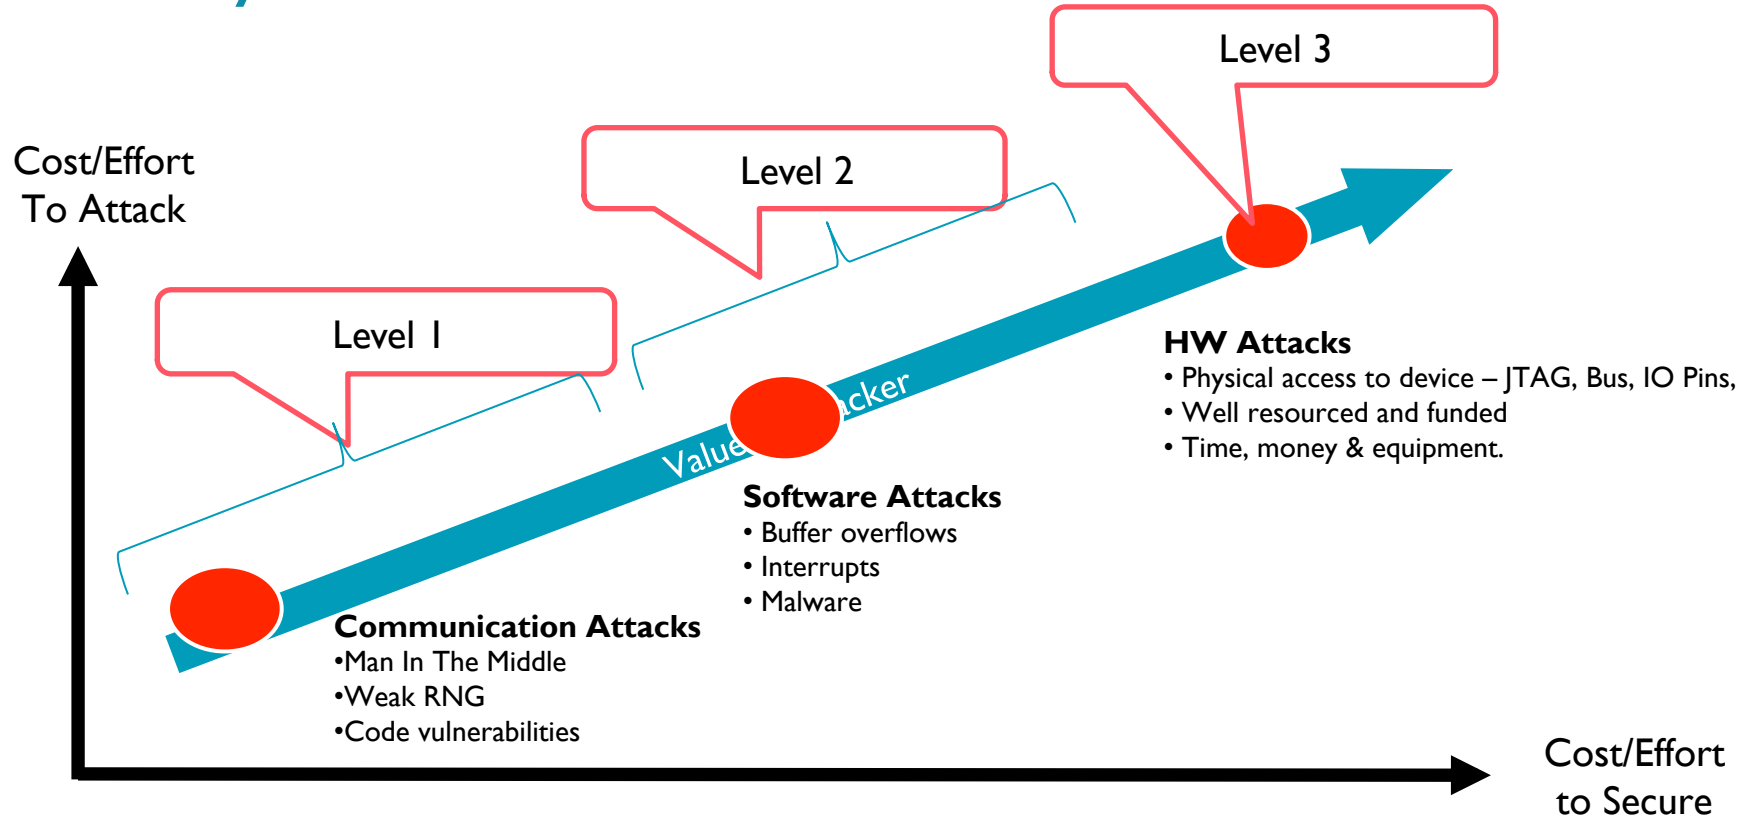 Level 3
Level 2
Cost/Effort
To Attack
Level 1
HW Attacks
• Physical access to device – JTAG, Bus, IO Pins,
• Well resourced and funded
• Time, money & equipment.
Value
acker
Software Attacks
• Buffer overflows
• Interrupts
• Malware
Communication Attacks
•Man In The Middle
•Weak RNG
•Code vulnerabilities
Cost/Effort
to Secure